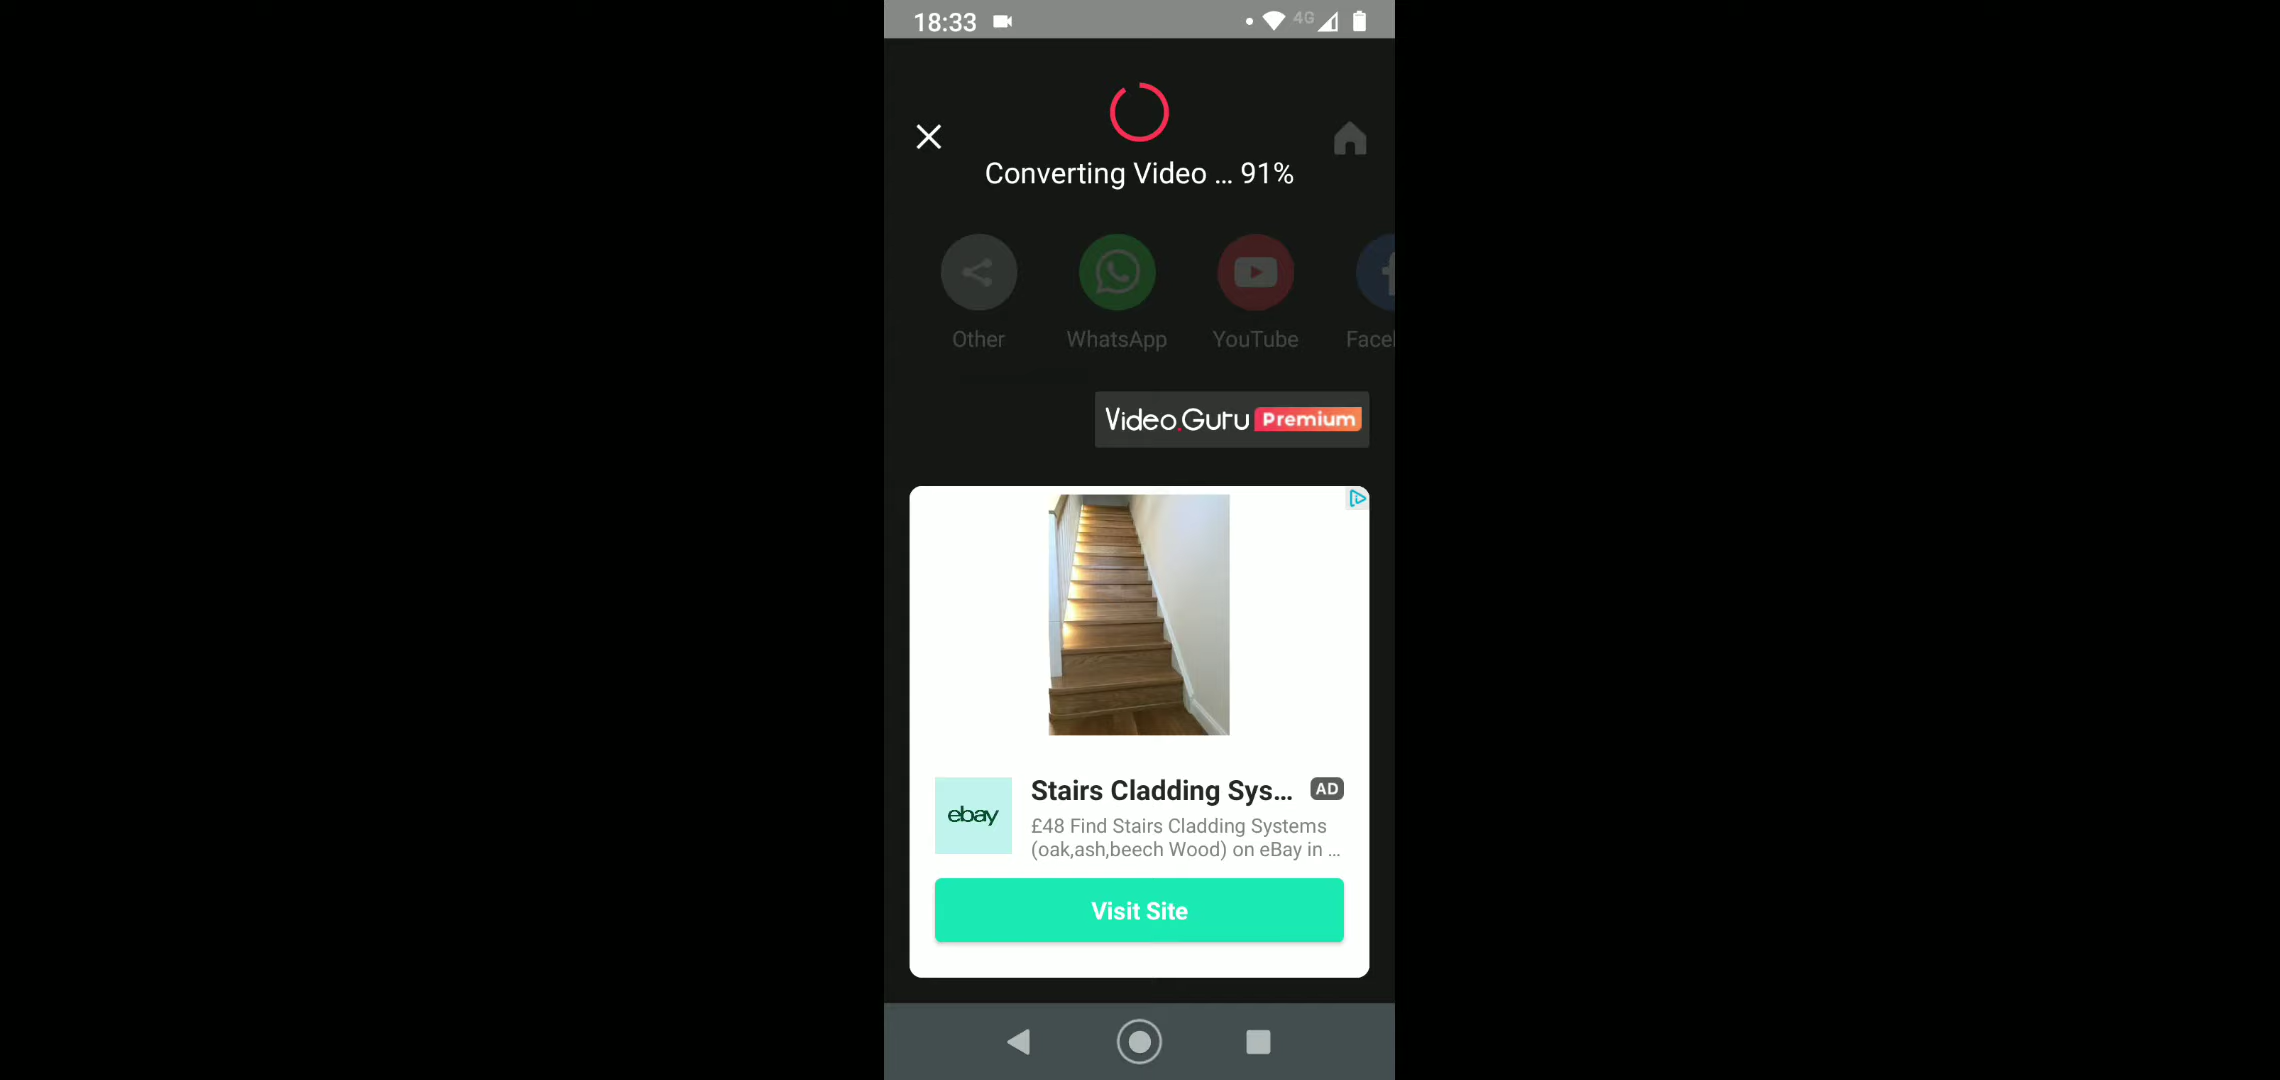 18:33
4G
Converting Video ... 91%
Other WhatsApp YouTube Facel
Video.Guru Premium
Stairs Cladding Sys... AD
£48 Find Stairs Cladding Systems
(oak,ash,beech Wood) on eBay in ...
ebay
Visit Site